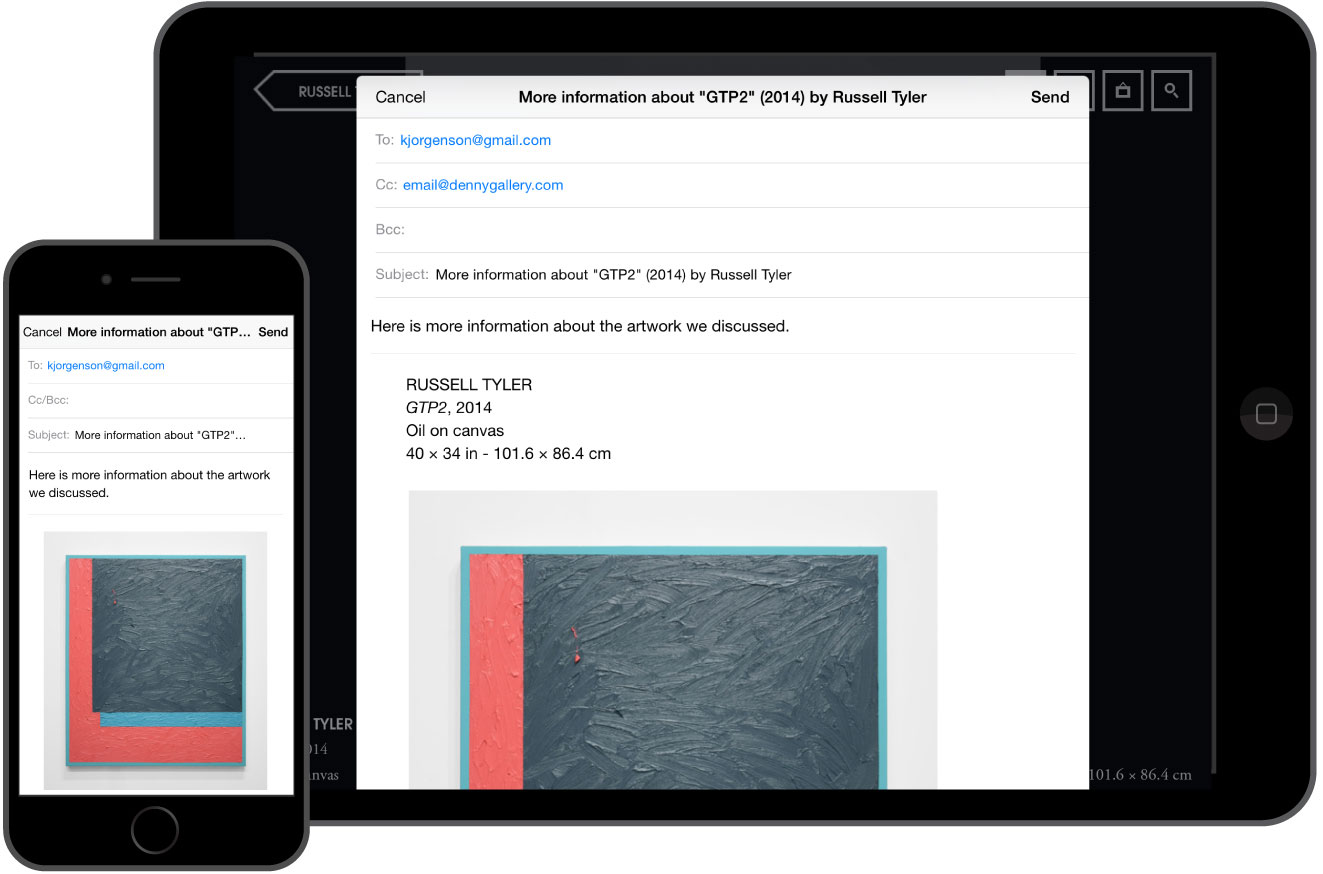 RUSSELL
Cancel
More information about "GTP2" (2014) by Russell Tyler
Send
To: kjorgenson@gmail.com
Cc: email@dennygallery.com
Bcc:
Subject: More information about "GTP2" (2014) by Russell Tyler
Here is more information about the artwork we discussed.
RUSSELL TYLER
GTP2, 2014
Oil on canvas
40 × 34 in - 101.6 × 86.4 cm
TYLER
014
anvas
101.6 × 86.4 cm
Cancel
More information about "GTP...
Send
To: kjorgenson@gmail.com
Cc/Bcc:
Subject: More information about "GTP2"...
Here is more information about the artwork
we discussed.